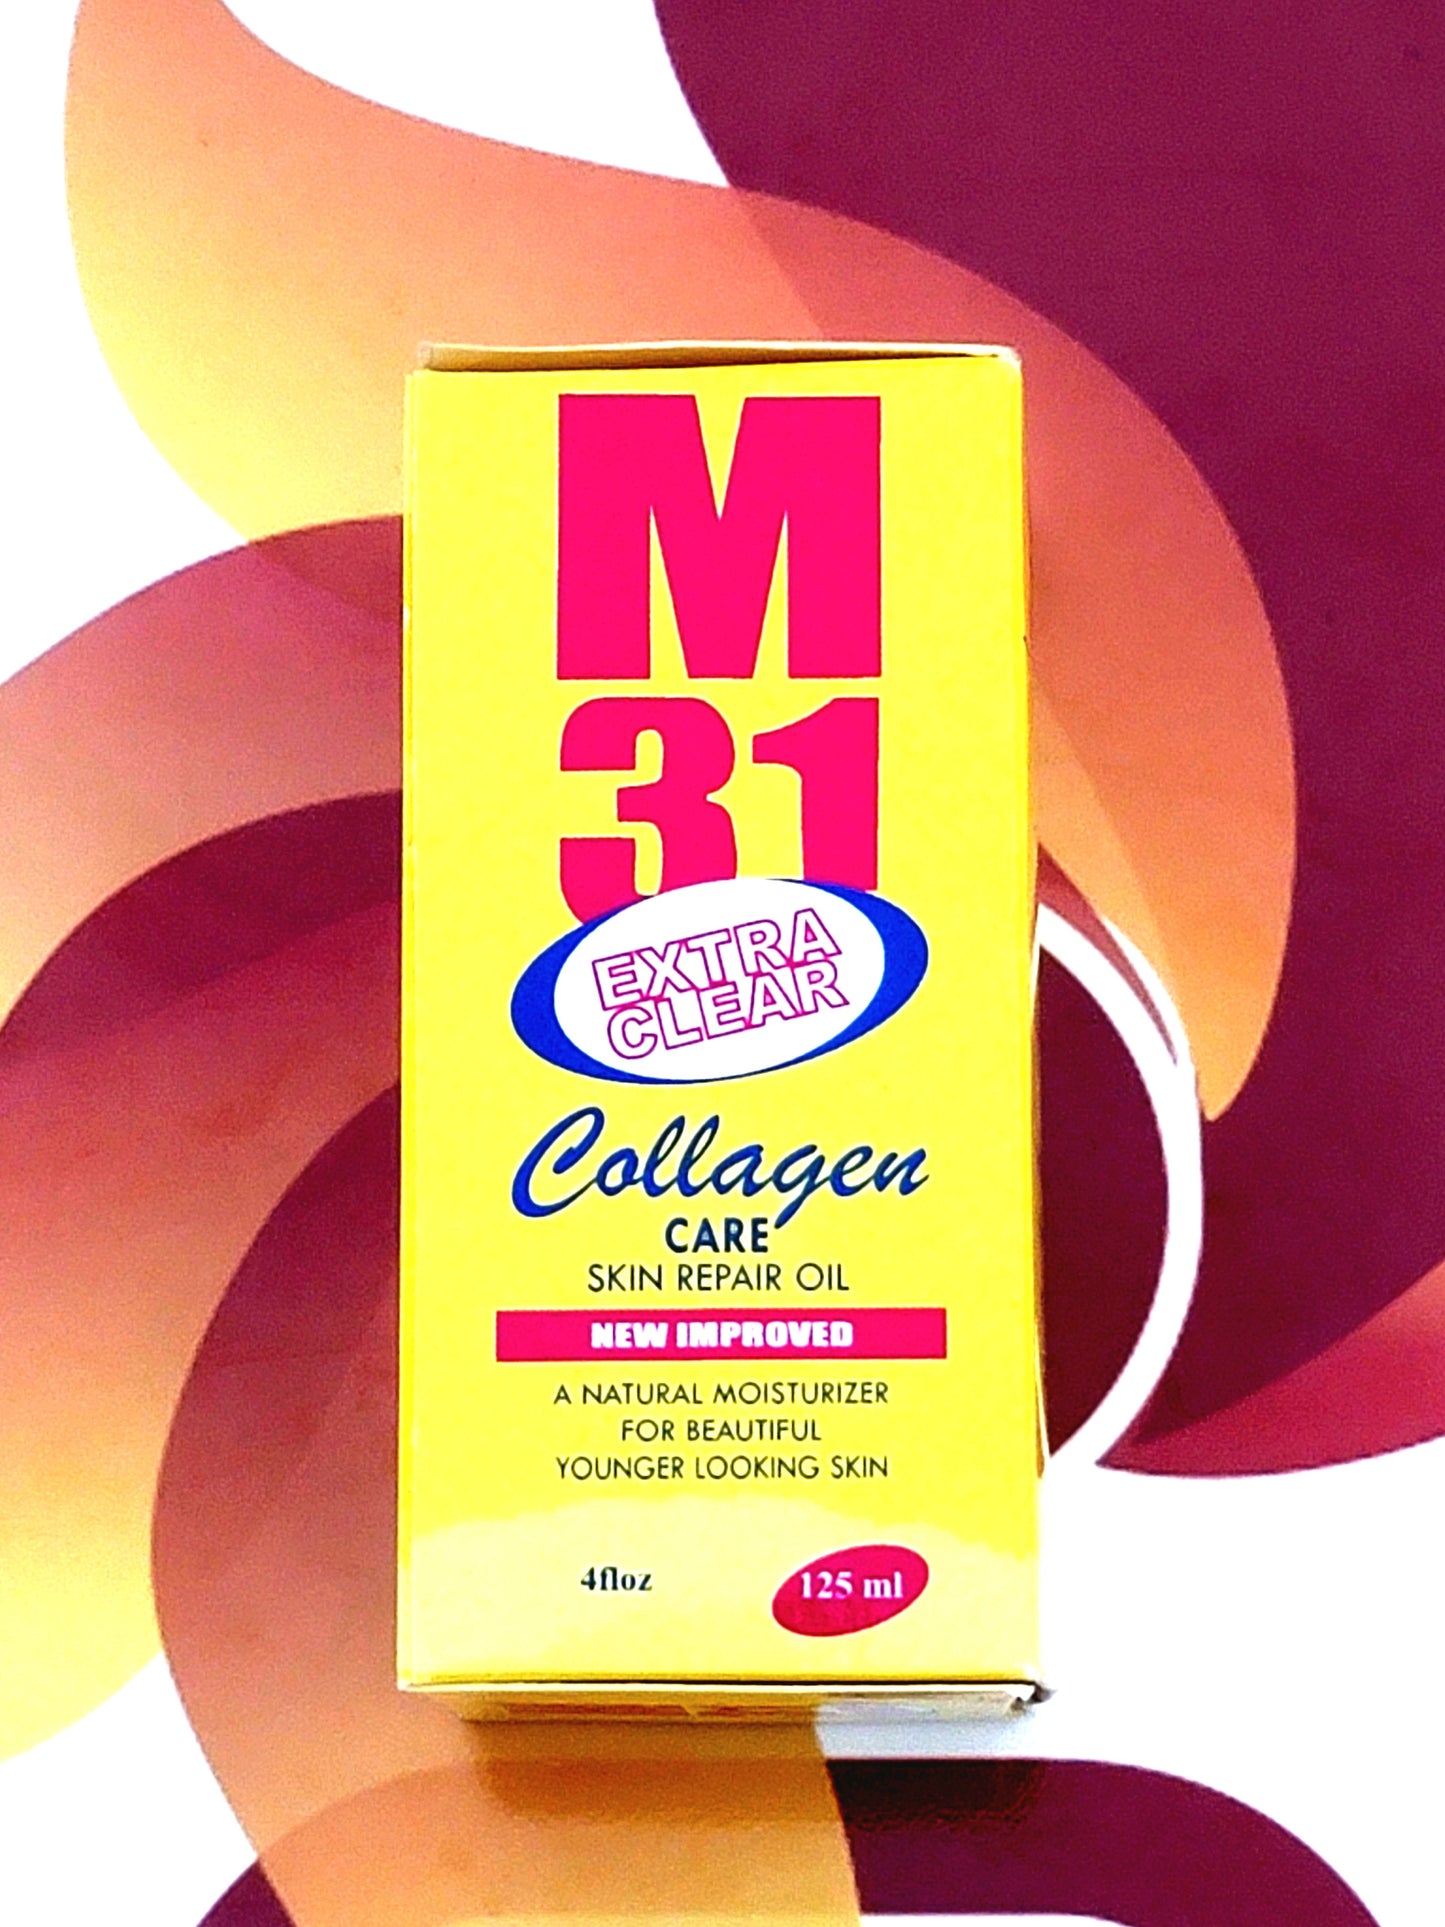 M
31
EXTRA
CLEAR
Collagen
CARE
SKIN REPAIR OIL
NEW IMPROVED
A NATURAL MOISTURIZER
FOR BEAUTIFUL
YOUNGER LOOKING SKIN
4floz
125 ml